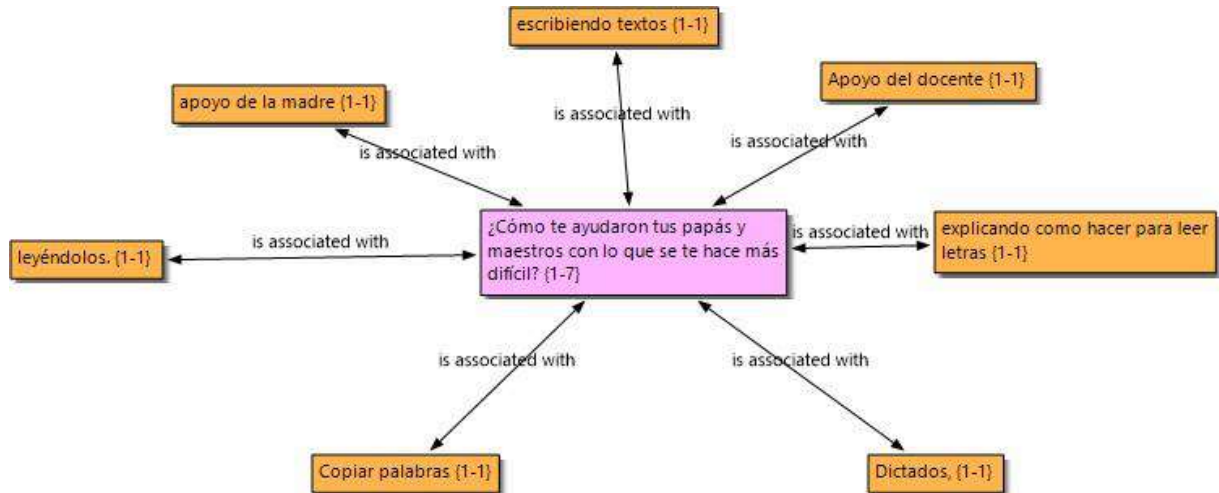 escribiendo textos {1-1}
Apoyo del docente {1-1}
apoyo de la madre {1-1}
is associated with
is associated with
is associated with
¿Cómo te ayudaron tus papás y
maestros con lo que se te hace más
difícil? {1-7}
explicando como hacer para leer
letras {1-1}
is associated with
is associated with
leyéndolos. {1-1}
is associated with
is associated with
Copiar palabras {1-1}
Dictados, {1-1}